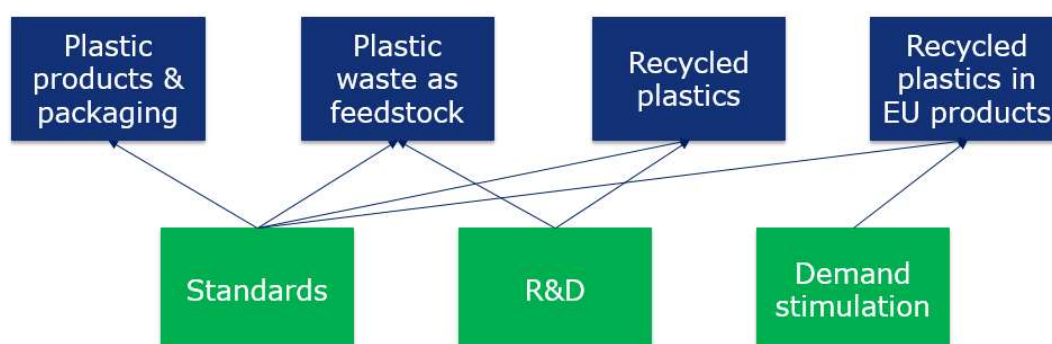 Plastic
products &
packaging
Plastic
waste as
feedstock
Recycled
plastics
Recycled
plastics in
EU products
Standards
R&D
Demand
stimulation